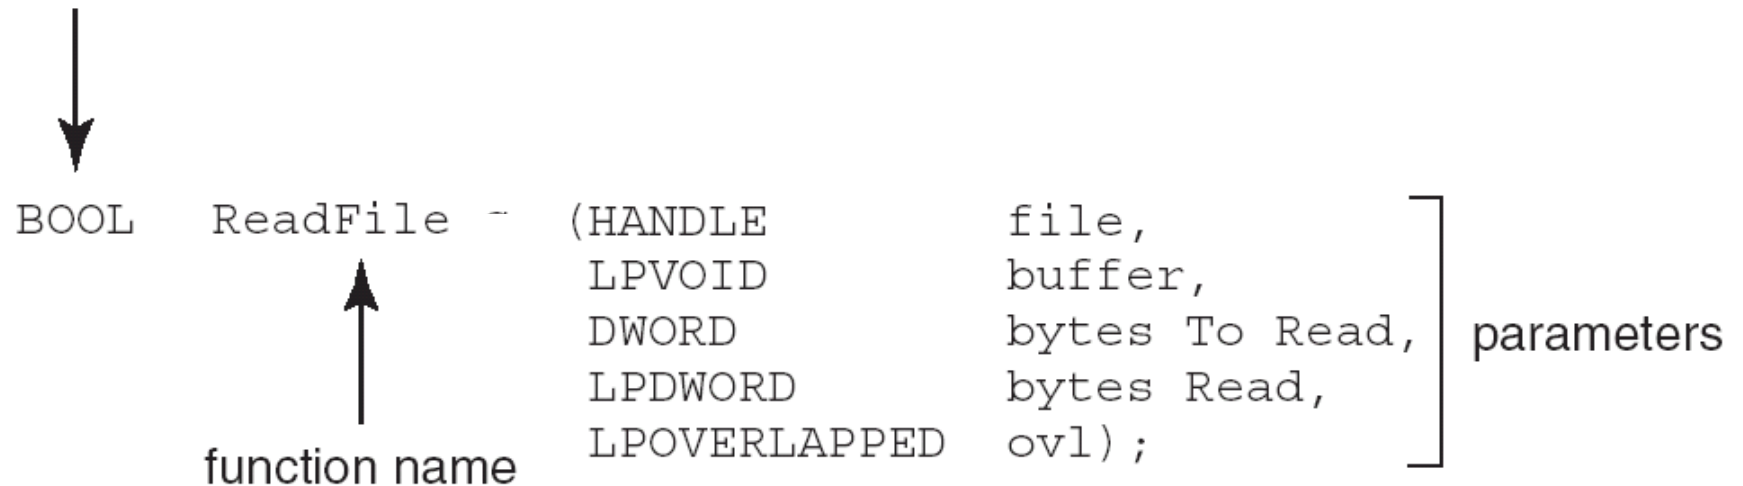 BOOL ReadFile ~ (HANDLE file,
LPVOID buffer,
DWORD bytes To Read,
LPDWORD bytes Read,
LPOVERLAPPED ovl);
parameters
function name